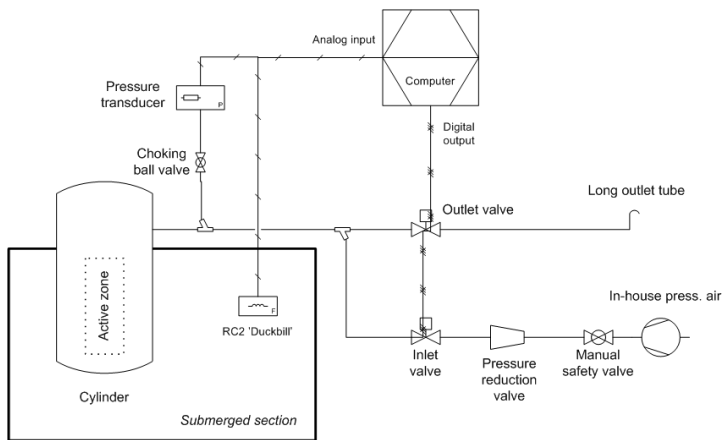 Analog input
Computer
Pressure
transducer
P
Digital
output
Choking
ball valve
Long outlet tube
Outlet valve
Active zone
In-house press. air
F
RC2 'Duckbill'
Inlet
valve
Pressure
reduction
valve
Manual
safety valve
Cylinder
Submerged section